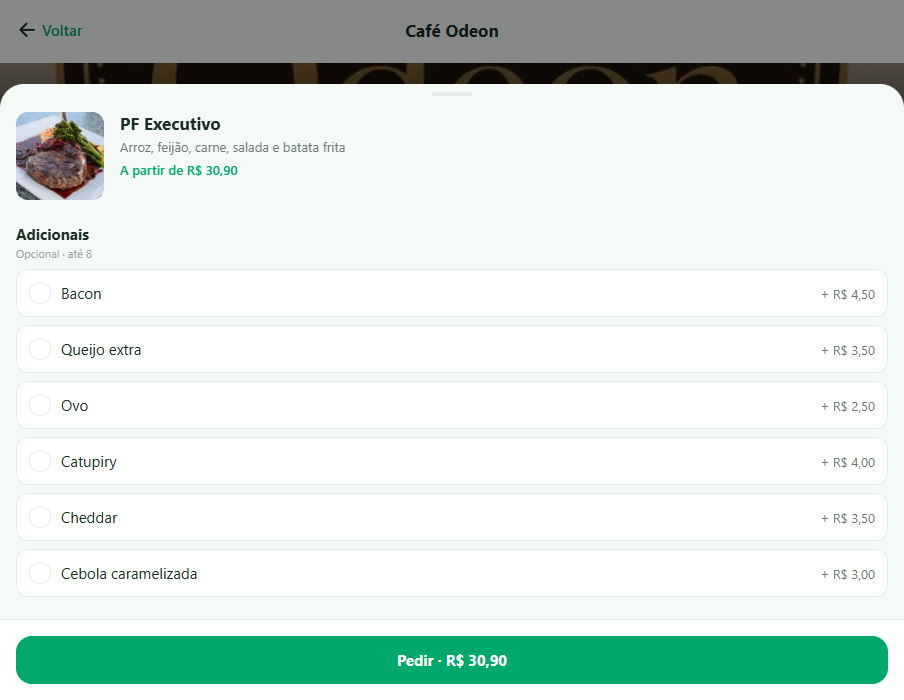 Voltar
Café Odeon
PF Executivo
Arroz, feijão, carne, salada e batata frita
A partir de R$ 30,90
Adicionais
Opcional · até 8
Bacon + R$ 4,50
Queijo extra + R$ 3,50
Ovo + R$ 2,50
Catupiry + R$ 4,00
Cheddar + R$ 3,50
Cebola caramelizada + R$ 3,00
Pedir · R$ 30,90